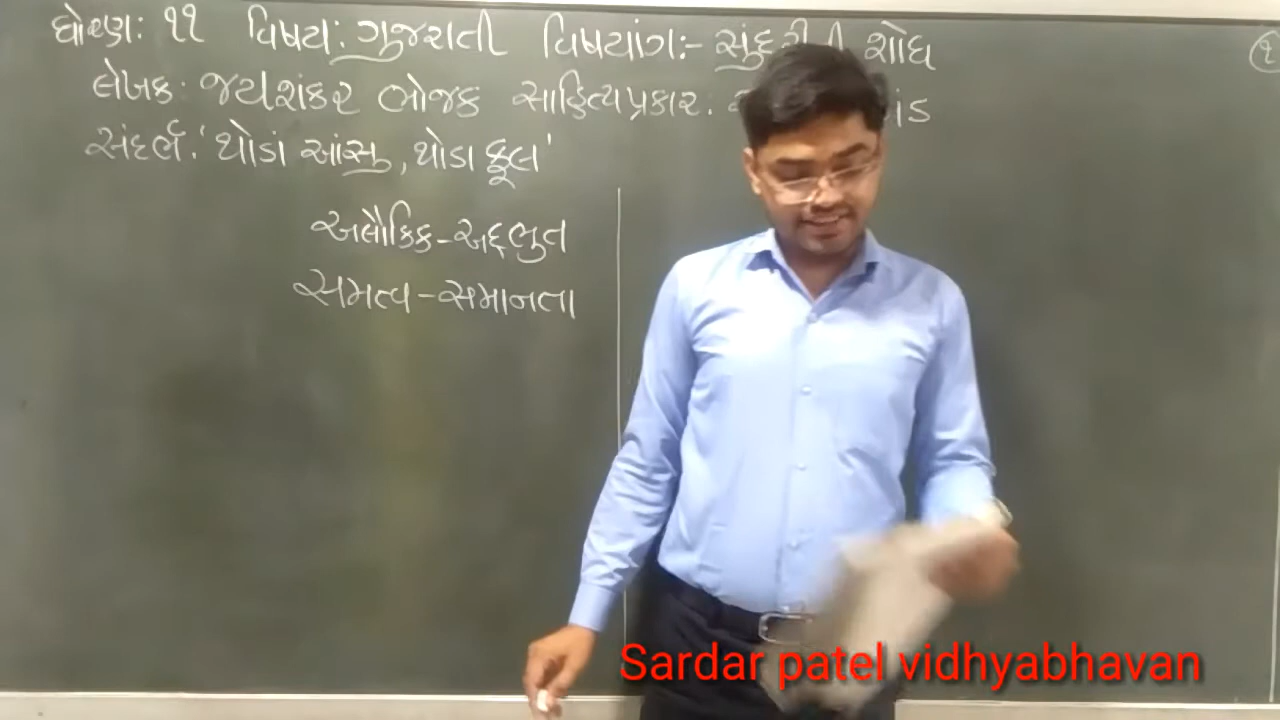 ધોરણ: ૧૧ વિષય: ગુજરાતી વિષયાંગ:- શોધ
૧
લેખક: જયશંકર ભોજક સાહિત્યપ્રકાર.
સંદર્ભ. 'થોડાં આંસુ, થોડા ફૂલ'
અલૌકિક-અદ્ભુત
સમત્વ-સમાનતા
Sardar patel vidhyabhavan